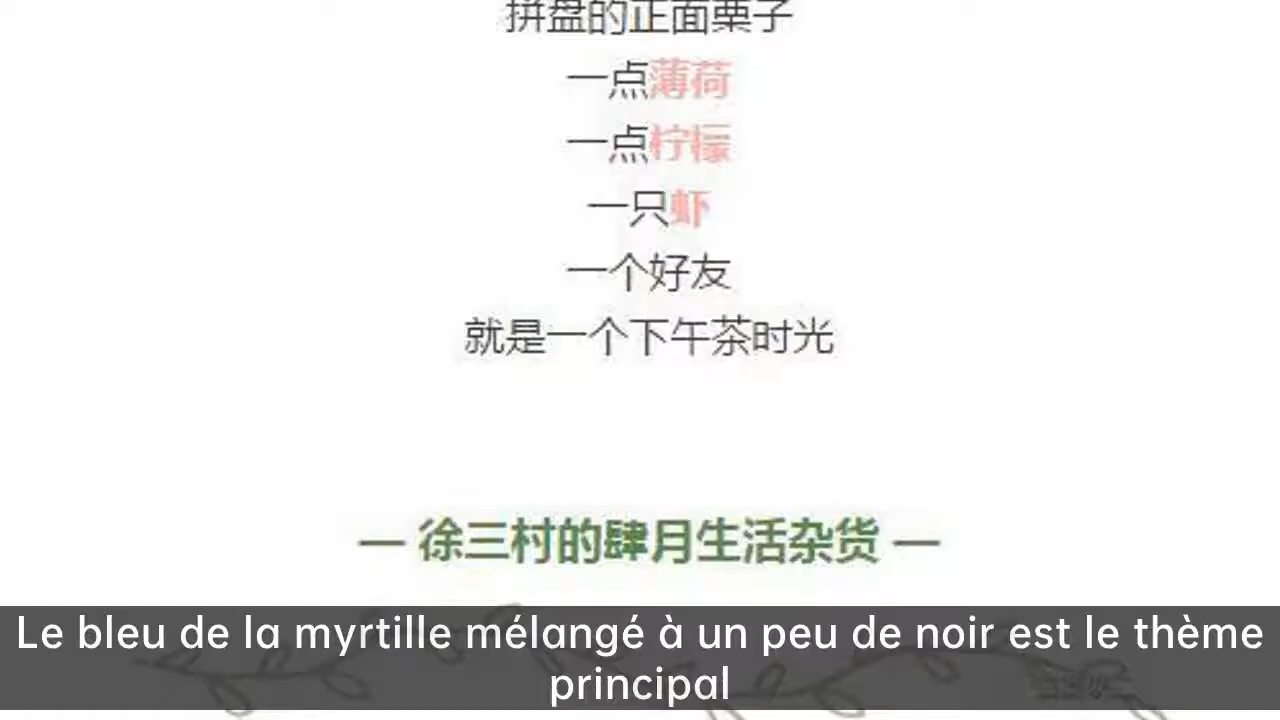 拼盘的正面栗子
一点薄荷
一点柠檬
一只虾
一个好友
就是一个下午茶时光
— 徐三村的肆月生活杂货 —
Le bleu de la myrtille mélangé à un peu de noir est le thème
principal